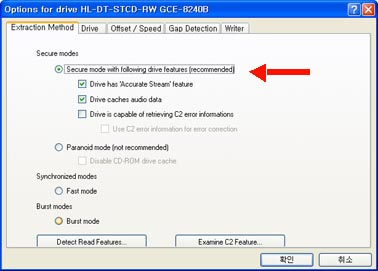 Options for drive HL-DT-STCD-RW GCE-8240B
Extraction Method Drive Offset / Speed Gap Detection Writer
Secure modes
Secure mode with following drive features (recommended)
Drive has 'Accurate Stream' feature
Drive caches audio data
Drive is capable of retrieving C2 error informations
Use C2 error information for error correction
Paranoid mode (not recommended)
Disable CD-ROM drive cache
Synchronized modes
Fast mode
Burst modes
Burst mode
Detect Read Features... Examine C2 Feature...
확인 취소